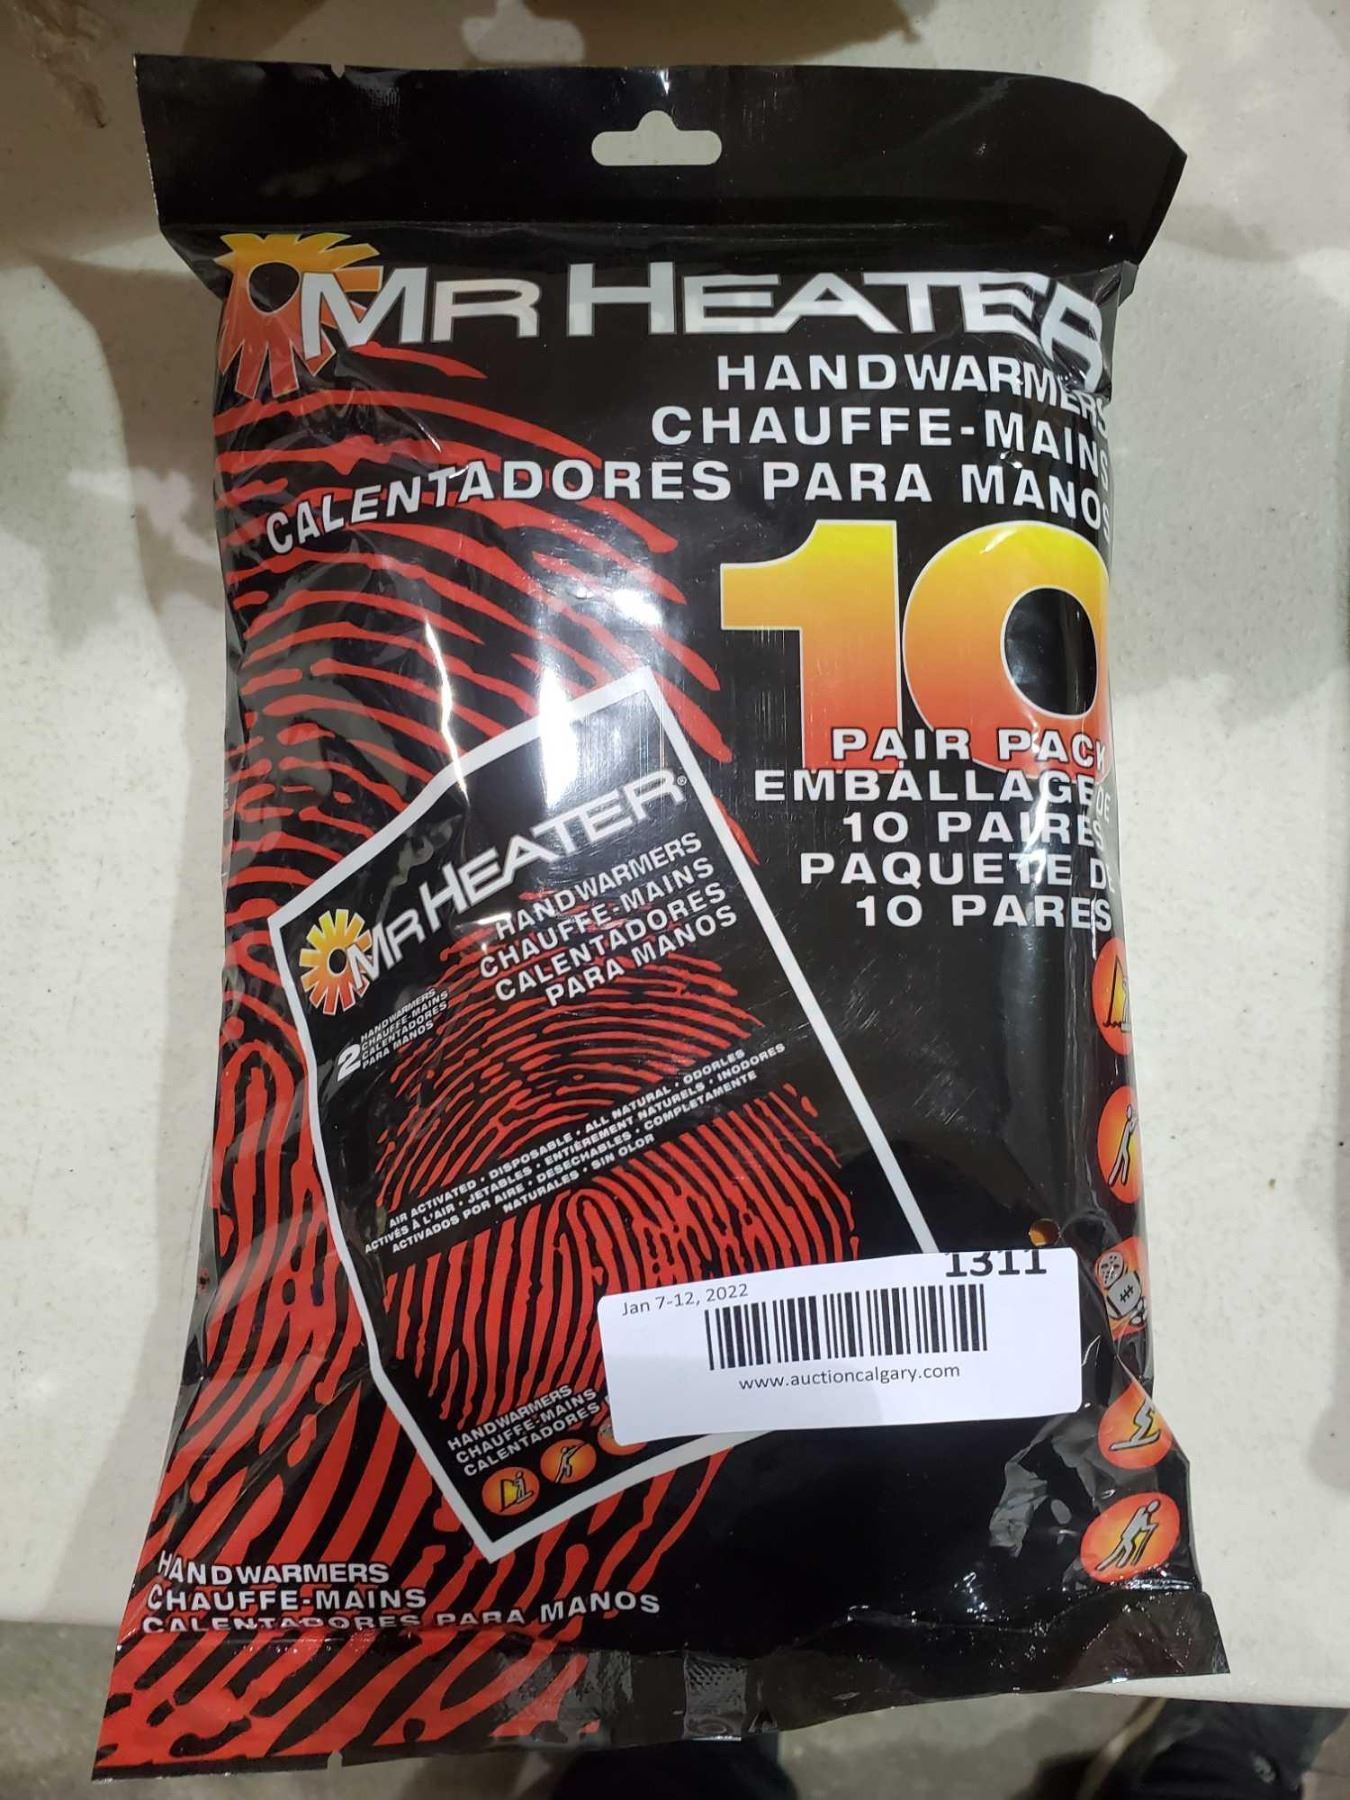 MR HEATER
HANDWARMERS
CHAUFFE-MAINS
CALENTADORES PARA MANOS
10
PAIR PACK
EMBALLAGE DE
10 PAIRES
PAQUETE DE
10 PARES
MR HEATER®
HANDWARMERS
CHAUFFE-MAINS
CALENTADORES
PARA MANOS
2 HANDWARMERS
CHAUFFE-MAINS
CALENTADORES
PARA MANOS
AIR ACTIVATED • DISPOSABLE • ALL NATURAL • ODORLES
ACTIVÉS À L'AIR • JETABLES • ENTIÈREMENT NATURELS • INODORES
ACTIVADOS POR AIRE • DESECHABLES • COMPLETAMENTE
NATURALES • SIN OLOR
1311
Jan 7-12, 2022
www.auctioncalgary.com
HANDWARMERS
CHAUFFE-MAINS
CALENTADORES
HANDWARMERS
CHAUFFE-MAINS
CALENTADORES PARA MANOS